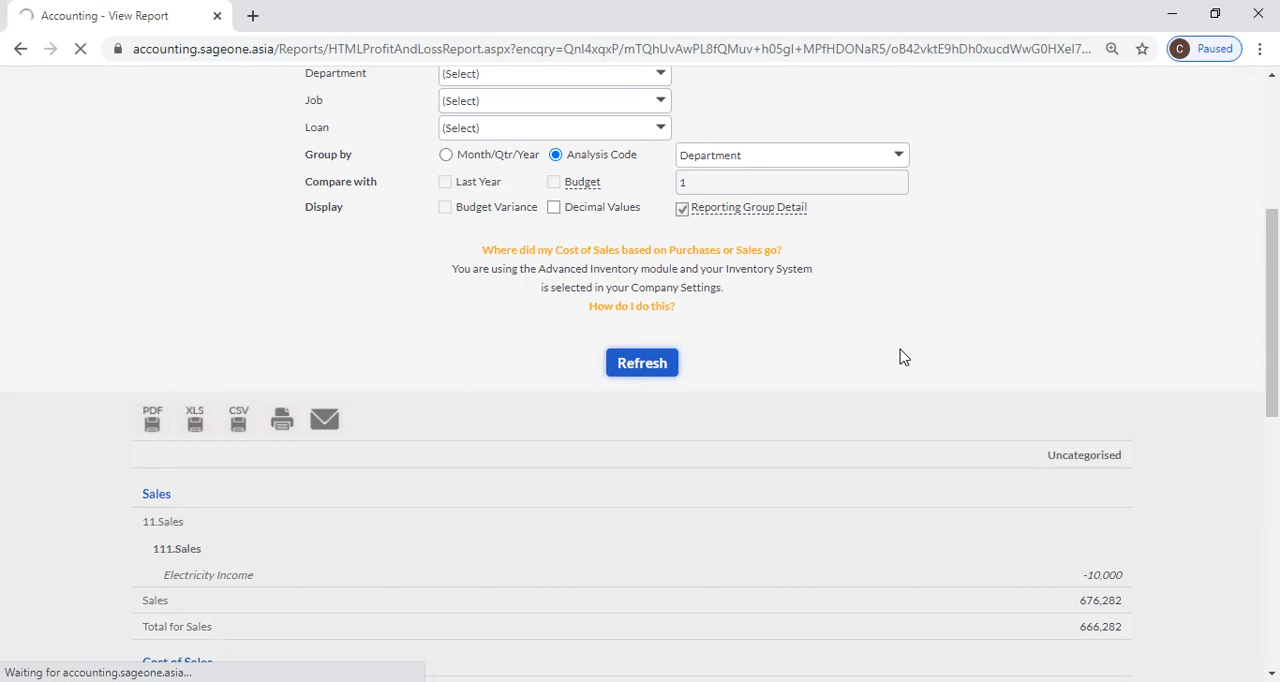 Accounting - View Report
accounting.sageone.asia/Reports/HTMLProfitAndLossReport.aspx?encry=QnI4xqxP/mTQhUvAwPL8fQMuv+h05gI+MPfHDONaR5/oB42vktE9hDh0xucdWwG0HXeI7...
C Paused
Department (Select)
Job (Select)
Loan (Select)
Group by Month/Qtr/Year Analysis Code Department
Compare with Last Year Budget 1
Display Budget Variance Decimal Values Reporting Group Detail
Where did my Cost of Sales based on Purchases or Sales go?
You are using the Advanced Inventory module and your Inventory System
is selected in your Company Settings.
How do I do this?
Refresh
PDF XLS CSV
Uncategorised
Sales
11.Sales
111.Sales
Electricity Income -10,000
Sales 676,282
Total for Sales 666,282
Cost of Sales
Waiting for accounting.sageone.asia...